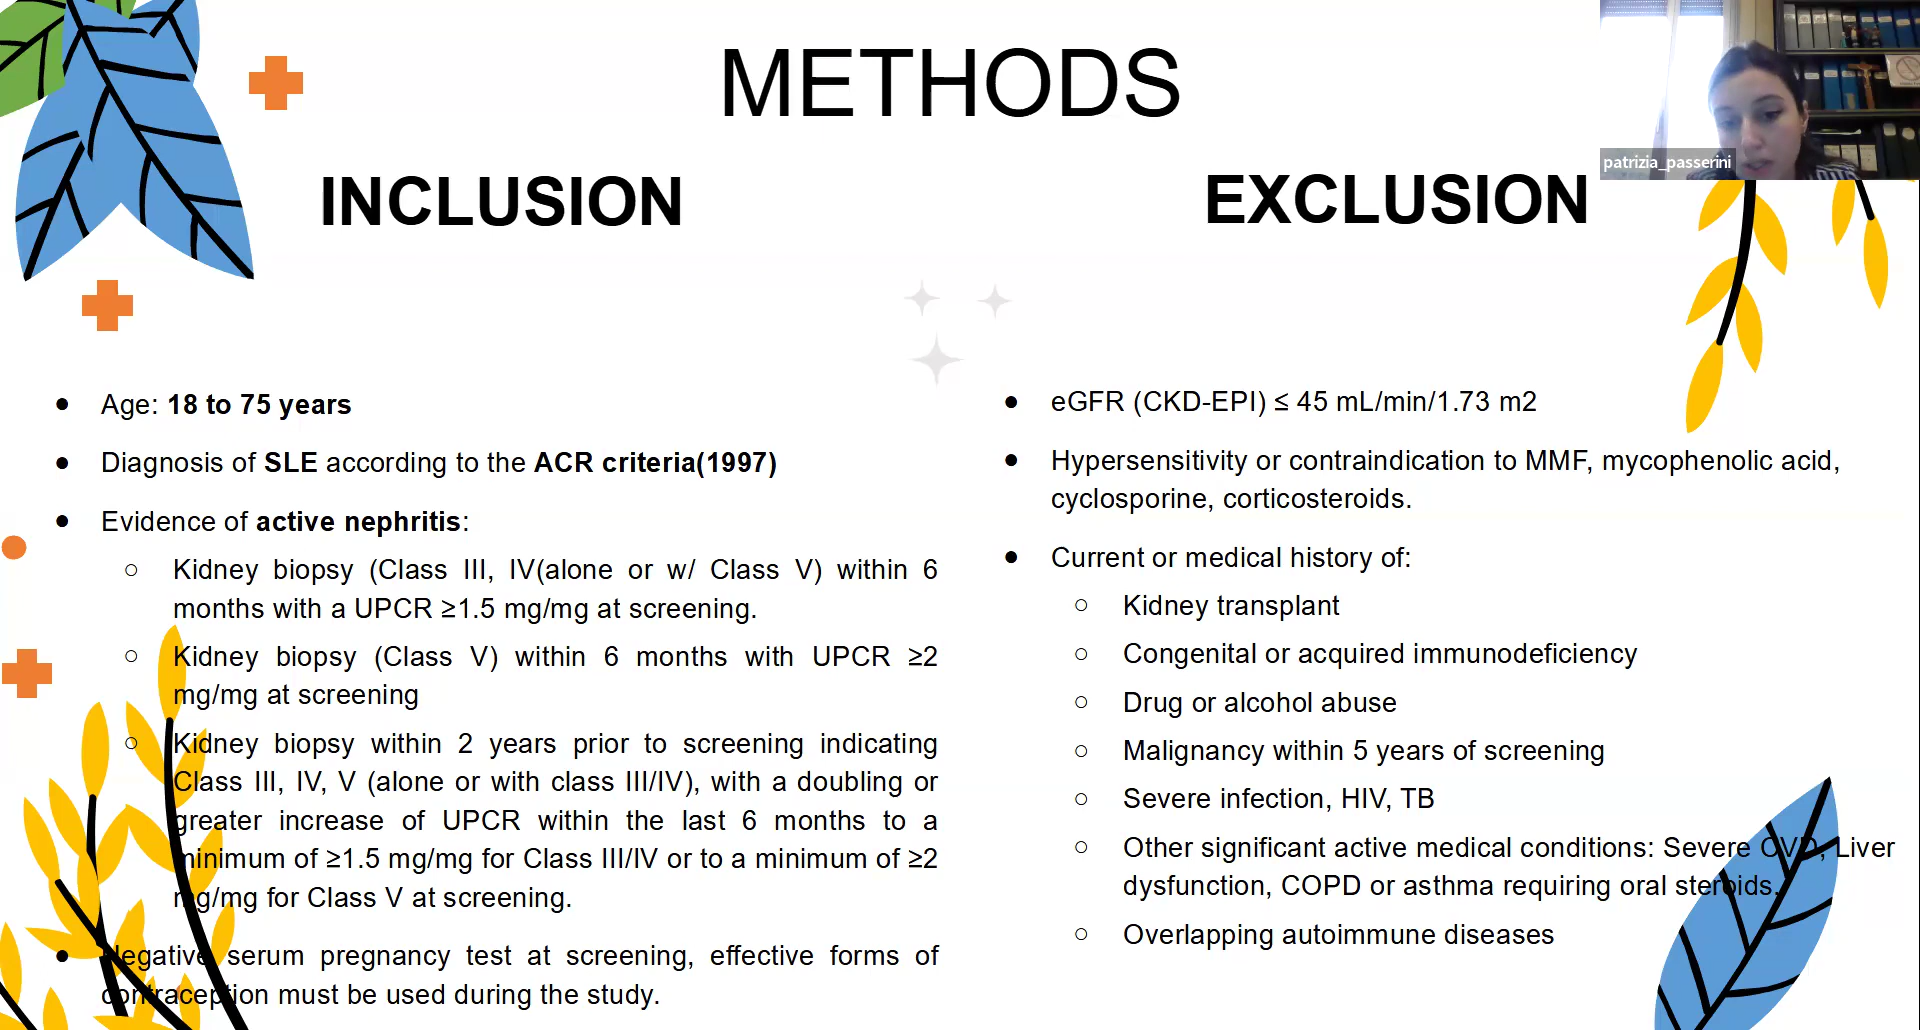 METHODS
patrizia_passerini
INCLUSION
● Age: 18 to 75 years
● Diagnosis of SLE according to the ACR criteria(1997)
● Evidence of active nephritis:
○ Kidney biopsy (Class III, IV(alone or w/ Class V) within 6
months with a UPCR ≥1.5 mg/mg at screening.
○ Kidney biopsy (Class V) within 6 months with UPCR ≥2
mg/mg at screening
○ Kidney biopsy within 2 years prior to screening indicating
Class III, IV, V (alone or with class III/IV), with a doubling or
greater increase of UPCR within the last 6 months to a
minimum of ≥1.5 mg/mg for Class III/IV or to a minimum of ≥2
mg/mg for Class V at screening.
● Negative serum pregnancy test at screening, effective forms of
contraception must be used during the study.
EXCLUSION
● eGFR (CKD-EPI) ≤ 45 mL/min/1.73 m2
● Hypersensitivity or contraindication to MMF, mycophenolic acid,
cyclosporine, corticosteroids.
● Current or medical history of:
○ Kidney transplant
○ Congenital or acquired immunodeficiency
○ Drug or alcohol abuse
○ Malignancy within 5 years of screening
○ Severe infection, HIV, TB
○ Other significant active medical conditions: Severe CVD, Liver
dysfunction, COPD or asthma requiring oral steroids.
○ Overlapping autoimmune diseases